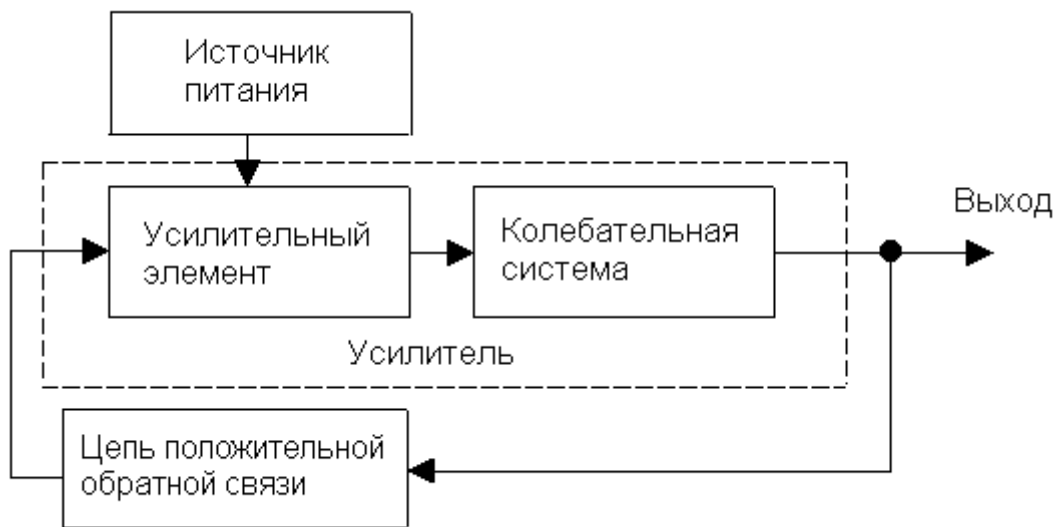 Источник
питания
Усилительный
элемент
Колебательная
система
Выход
Усилитель
Цепь положительной
обратной связи